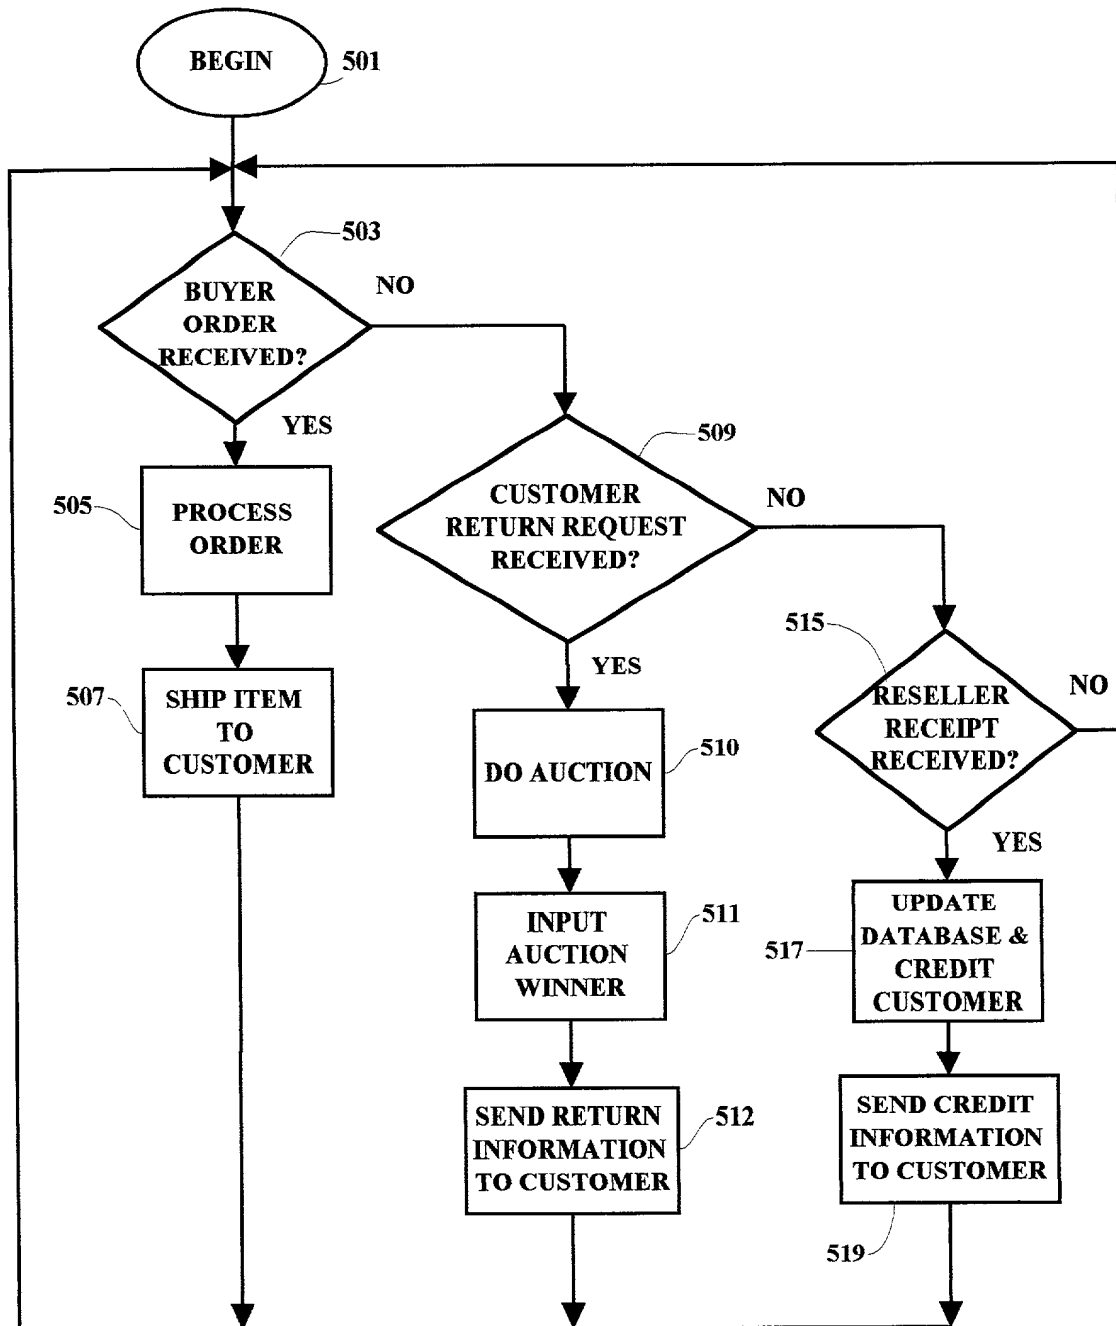 BEGIN
501
503
BUYER
ORDER
RECEIVED?
NO
YES
505
PROCESS
ORDER
507
SHIP ITEM
TO
CUSTOMER
509
CUSTOMER
RETURN REQUEST
RECEIVED?
NO
YES
510
DO AUCTION
511
INPUT
AUCTION
WINNER
512
SEND RETURN
INFORMATION
TO CUSTOMER
515
RESELLER
RECEIPT
RECEIVED?
NO
YES
517
UPDATE
DATABASE &
CREDIT
CUSTOMER
SEND CREDIT
INFORMATION
TO CUSTOMER
519